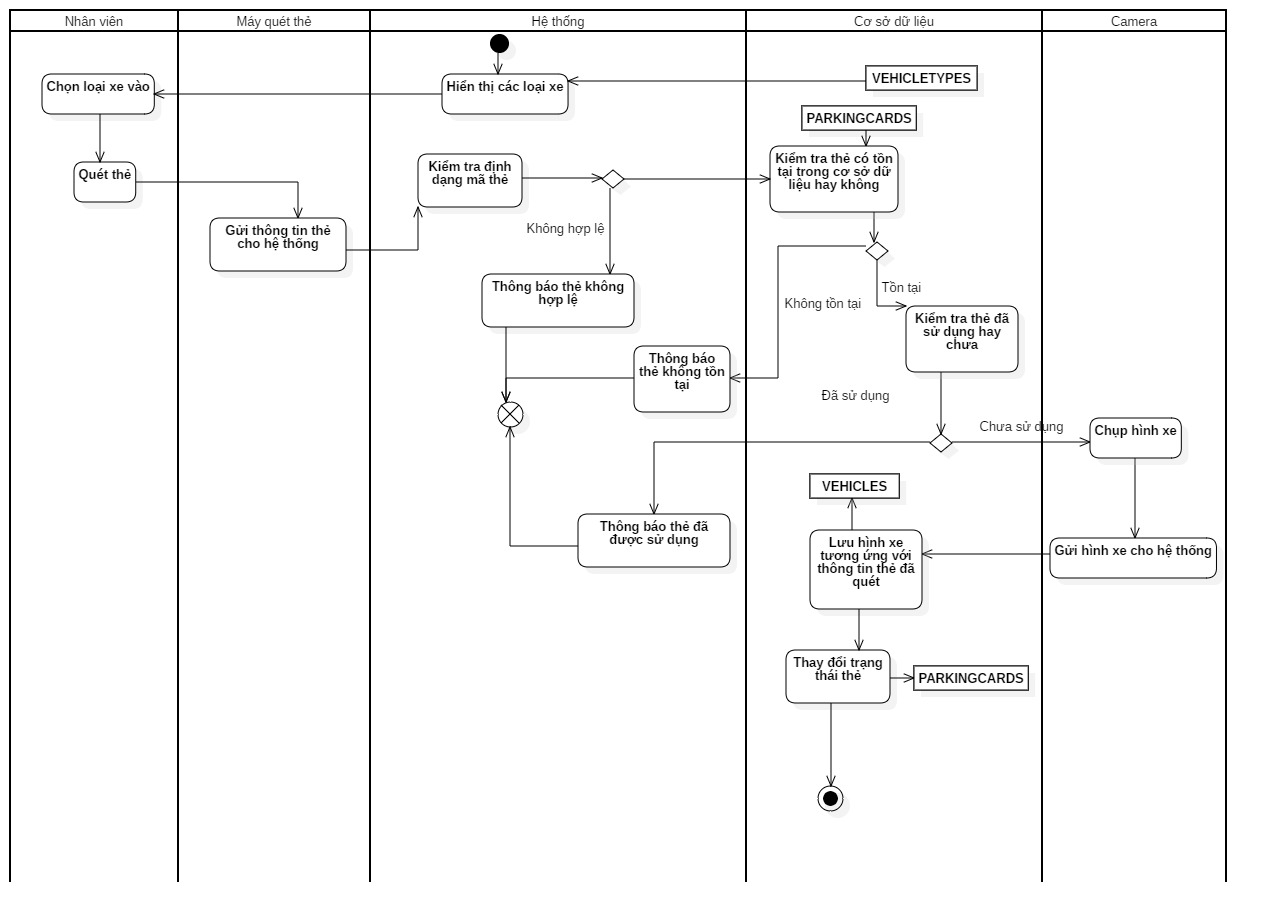 Nhân viên
Máy quét thẻ
Hệ thống
Cơ sở dữ liệu
Camera
Chọn loại xe vào
Hiển thị các loại xe
VEHICLETYPES
PARKINGCARDS
Quét thẻ
Kiểm tra định
dạng mã thẻ
Kiểm tra thẻ có tồn
tại trong cơ sở dữ
liệu hay không
Gửi thông tin thẻ
cho hệ thống
Không hợp lệ
Thông báo thẻ không
hợp lệ
Tồn tại
Không tồn tại
Kiểm tra thẻ đã
sử dụng hay
chưa
Thông báo
thẻ không tồn
tại
Đã sử dụng
Chưa sử dụng
Chụp hình xe
VEHICLES
Thông báo thẻ đã
được sử dụng
Lưu hình xe
tương ứng với
thông tin thẻ đã
quét
Gửi hình xe cho hệ thống
Thay đổi trạng
thái thẻ
PARKINGCARDS